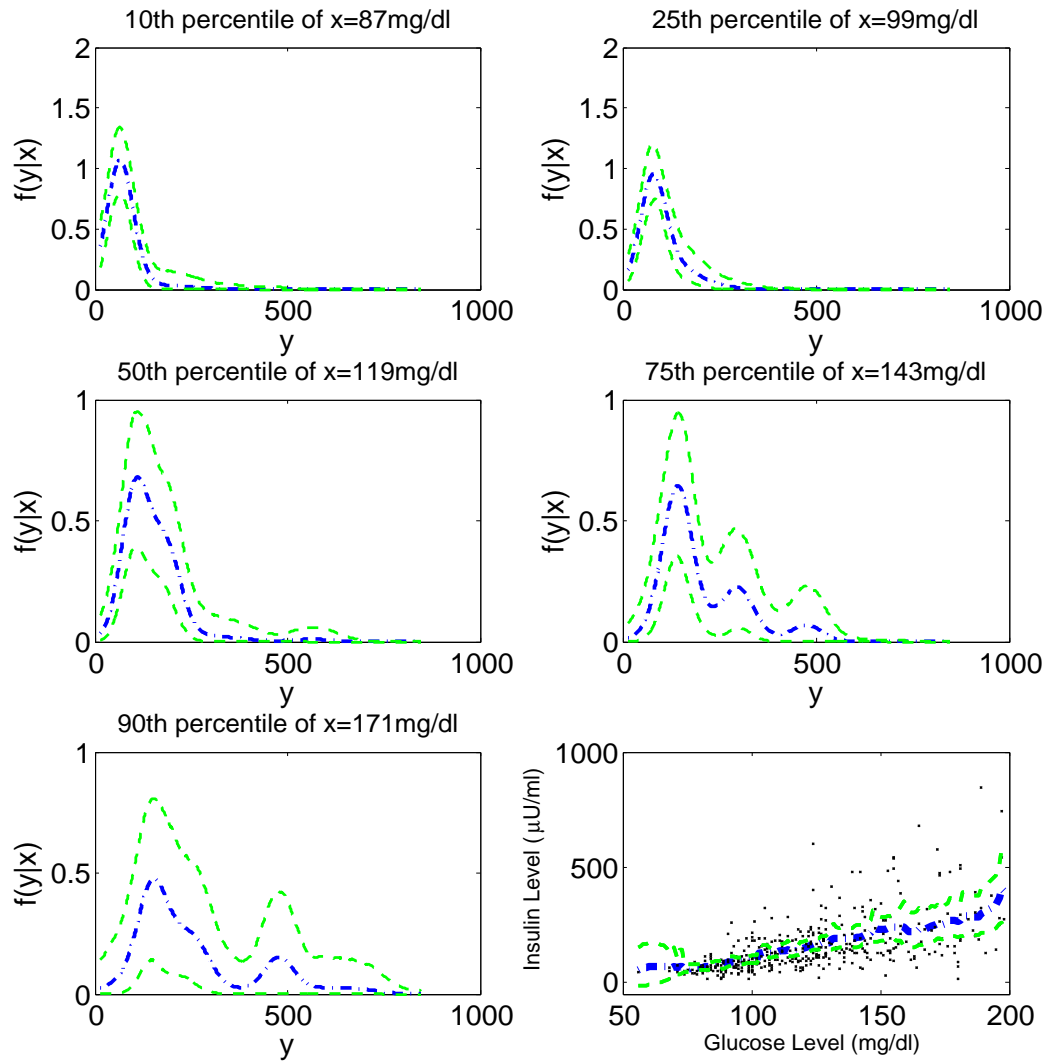 10th percentile of x=87mg/dl
2
1.5
1
0.5
0
f(y|x)
0
500
1000
y
25th percentile of x=99mg/dl
2
1.5
1
0.5
0
f(y|x)
0
500
1000
y
50th percentile of x=119mg/dl
1
0.5
0
f(y|x)
0
500
1000
y
75th percentile of x=143mg/dl
1
0.5
0
f(y|x)
0
500
1000
y
90th percentile of x=171mg/dl
1
0.5
0
f(y|x)
0
500
1000
y
1000
500
0
Insulin Level (μU/ml)
50
100
150
200
Glucose Level (mg/dl)